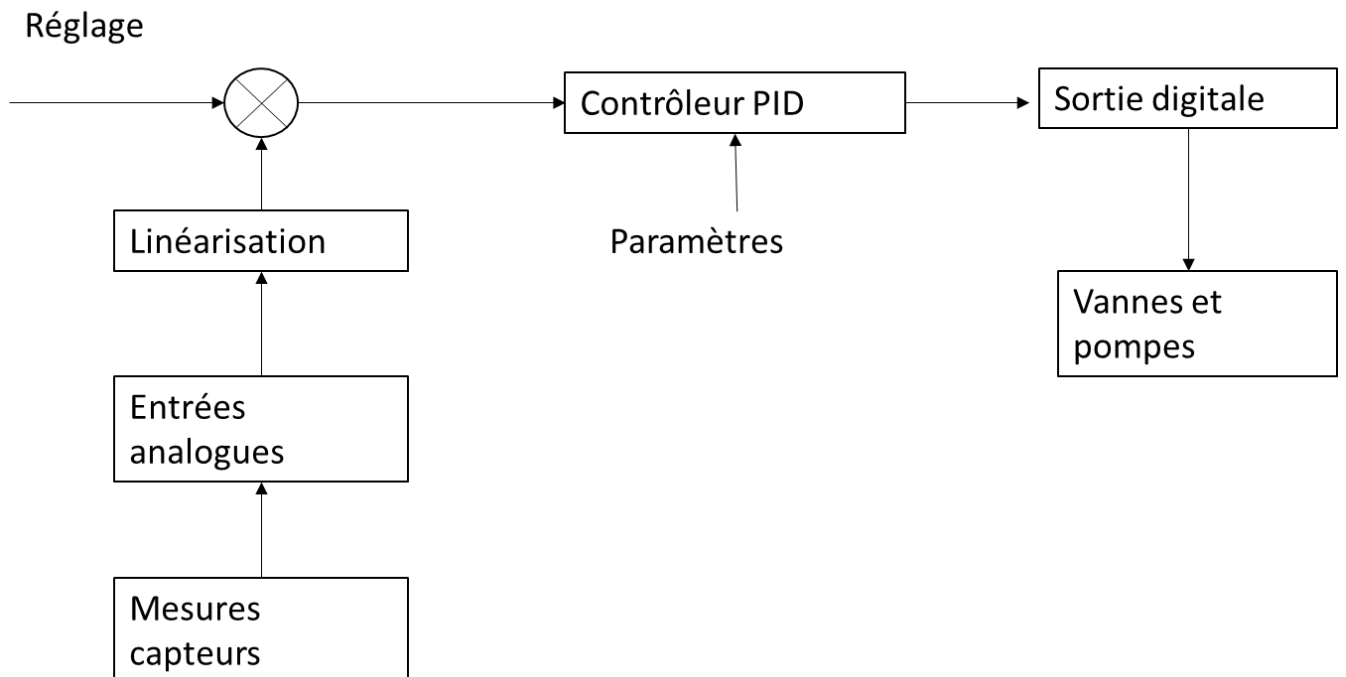 Réglage
Contrôleur PID
Sortie digitale
Linéarisation
Paramètres
Vannes et
pompes
Entrées
analogues
Mesures
capteurs